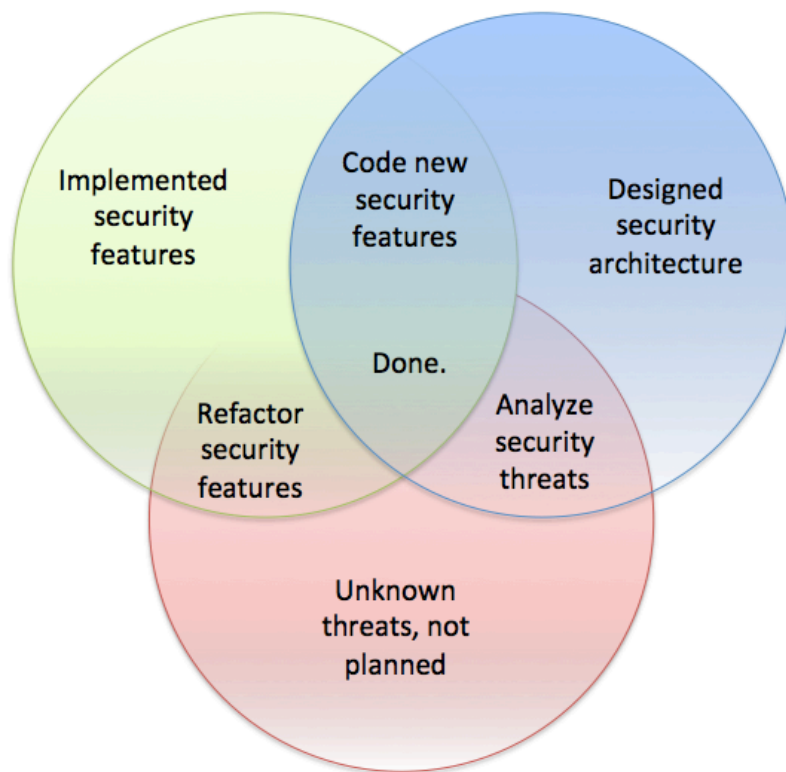 Implemented
security
features
Code new
security
features
Designed
security
architecture
Done.
Refactor
security
features
Analyze
security
threats
Unknown
threats, not
planned